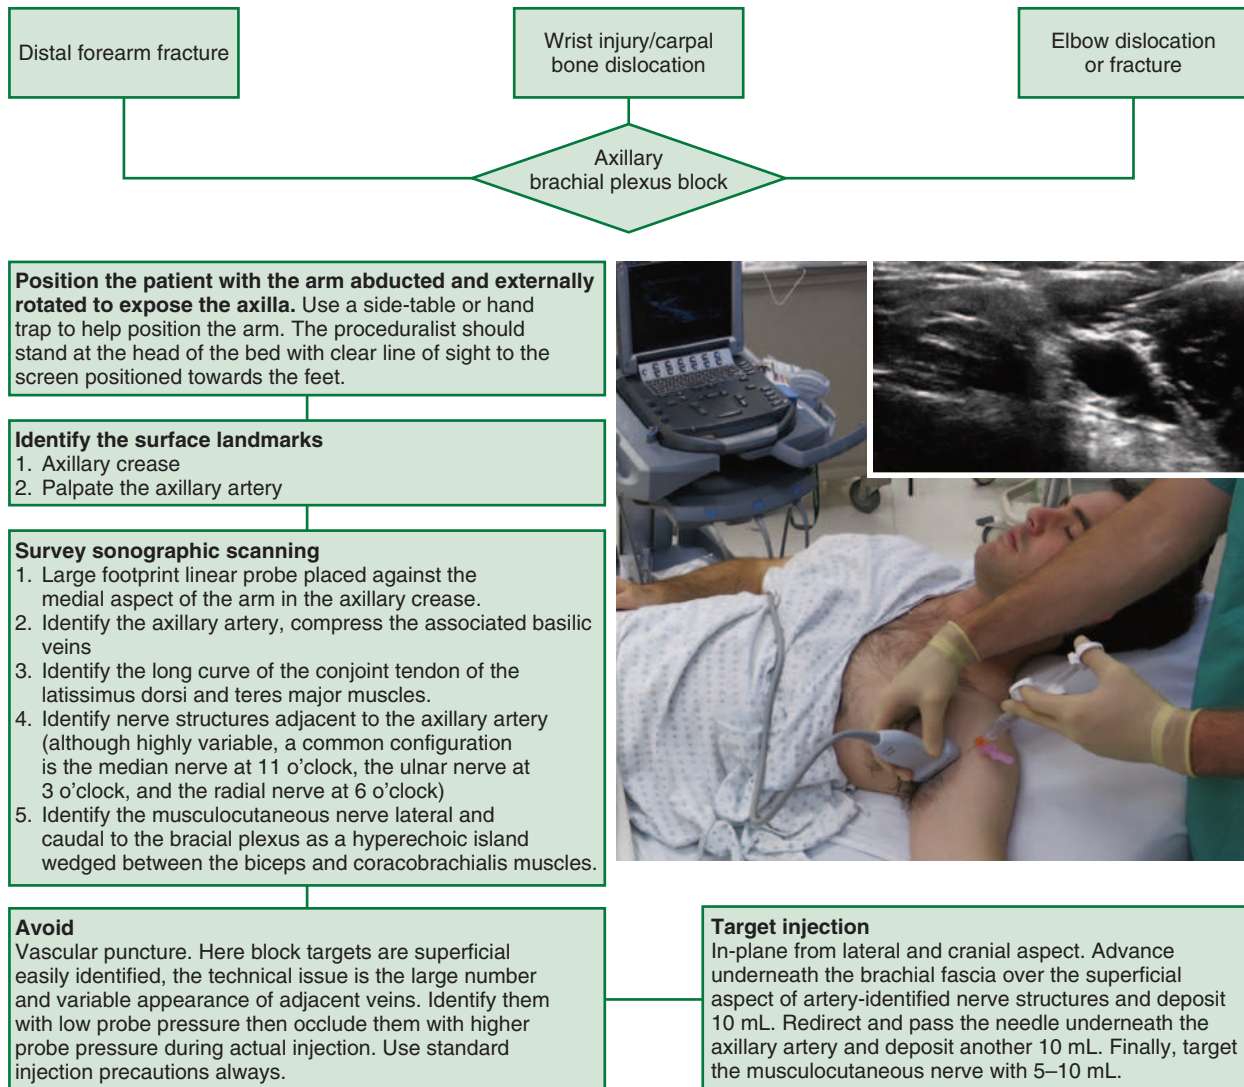 Distal forearm fracture
Wrist injury/carpal
bone dislocation
Elbow dislocation
or fracture
Axillary
brachial plexus block
Position the patient with the arm abducted and externally
rotated to expose the axilla. Use a side-table or hand
trap to help position the arm. The proceduralist should
stand at the head of the bed with clear line of sight to the
screen positioned towards the feet.
Identify the surface landmarks
1. Axillary crease
2. Palpate the axillary artery
Survey sonographic scanning
1. Large footprint linear probe placed against the
medial aspect of the arm in the axillary crease.
2. Identify the axillary artery, compress the associated basilic
veins
3. Identify the long curve of the conjoint tendon of the
latissimus dorsi and teres major muscles.
4. Identify nerve structures adjacent to the axillary artery
(although highly variable, a common configuration
is the median nerve at 11 o'clock, the ulnar nerve at
3 o'clock, and the radial nerve at 6 o'clock)
5. Identify the musculocutaneous nerve lateral and
caudal to the bracial plexus as a hyperechoic island
wedged between the biceps and coracobrachialis muscles.
Avoid
Vascular puncture. Here block targets are superficial
easily identified, the technical issue is the large number
and variable appearance of adjacent veins. Identify them
with low probe pressure then occlude them with higher
probe pressure during actual injection. Use standard
injection precautions always.
Target injection
In-plane from lateral and cranial aspect. Advance
underneath the brachial fascia over the superficial
aspect of artery-identified nerve structures and deposit
10 mL. Redirect and pass the needle underneath the
axillary artery and deposit another 10 mL. Finally, target
the musculocutaneous nerve with 5–10 mL.